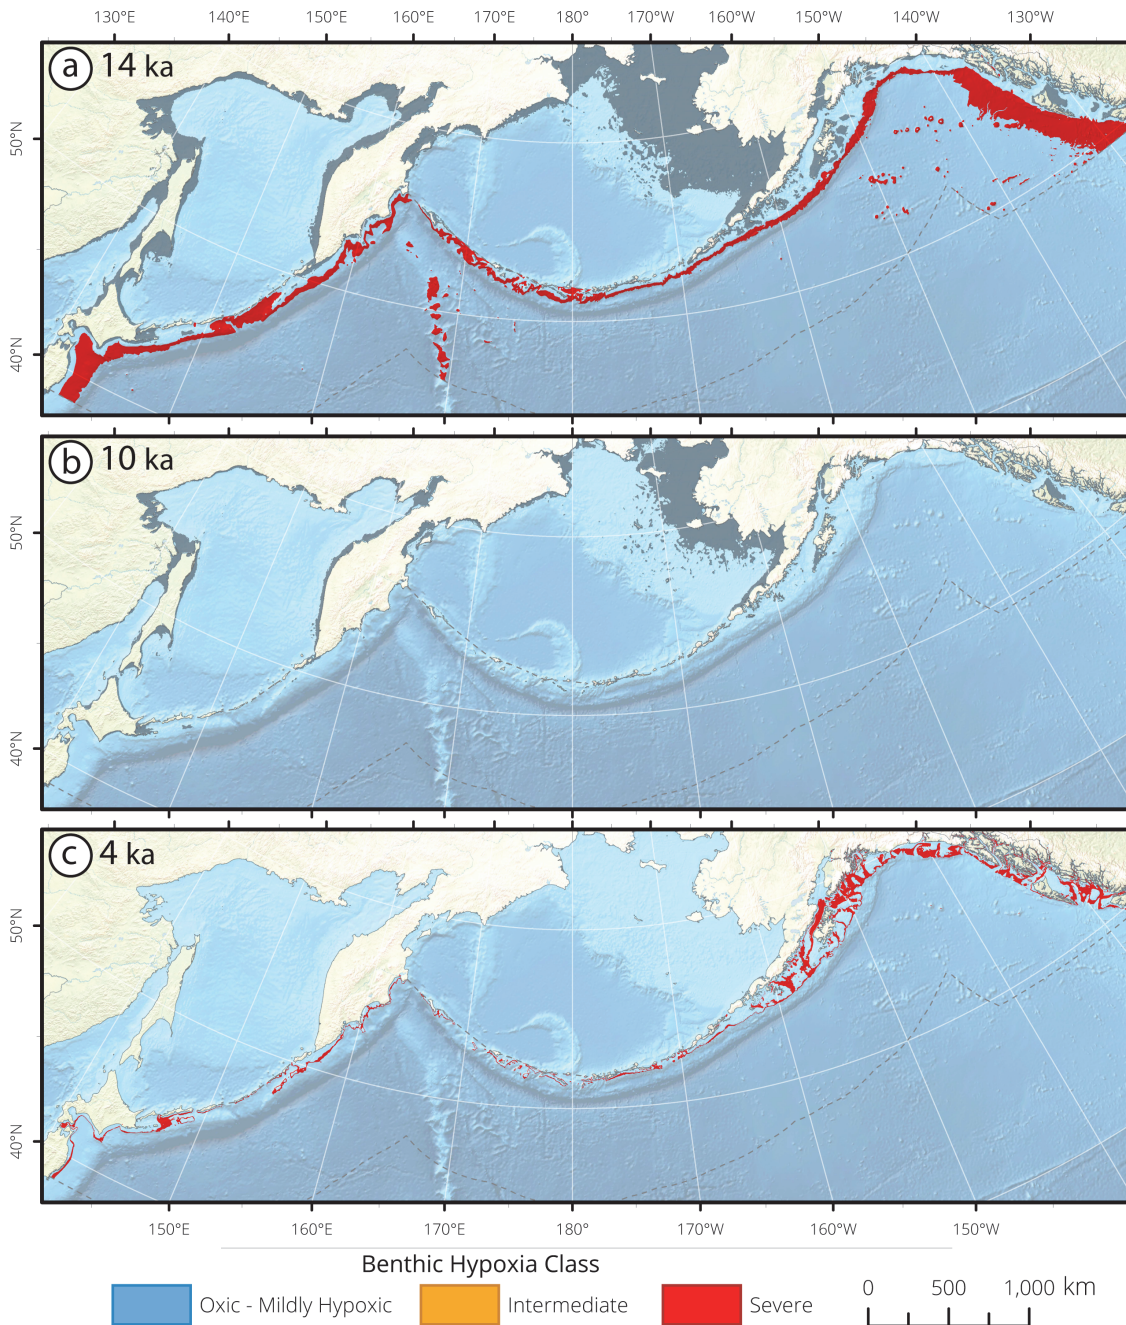 130°E 140°E 150°E 160°E 170°E 180° 170°W 160°W 150°W 140°W 130°W
a 14 ka
50°N
40°N
b 10 ka
50°N
40°N
c 4 ka
50°N
40°N
150°E 160°E 170°E 180° 170°W 160°W 150°W
Benthic Hypoxia Class
Oxic - Mildly Hypoxic Intermediate Severe
0 500 1,000 km